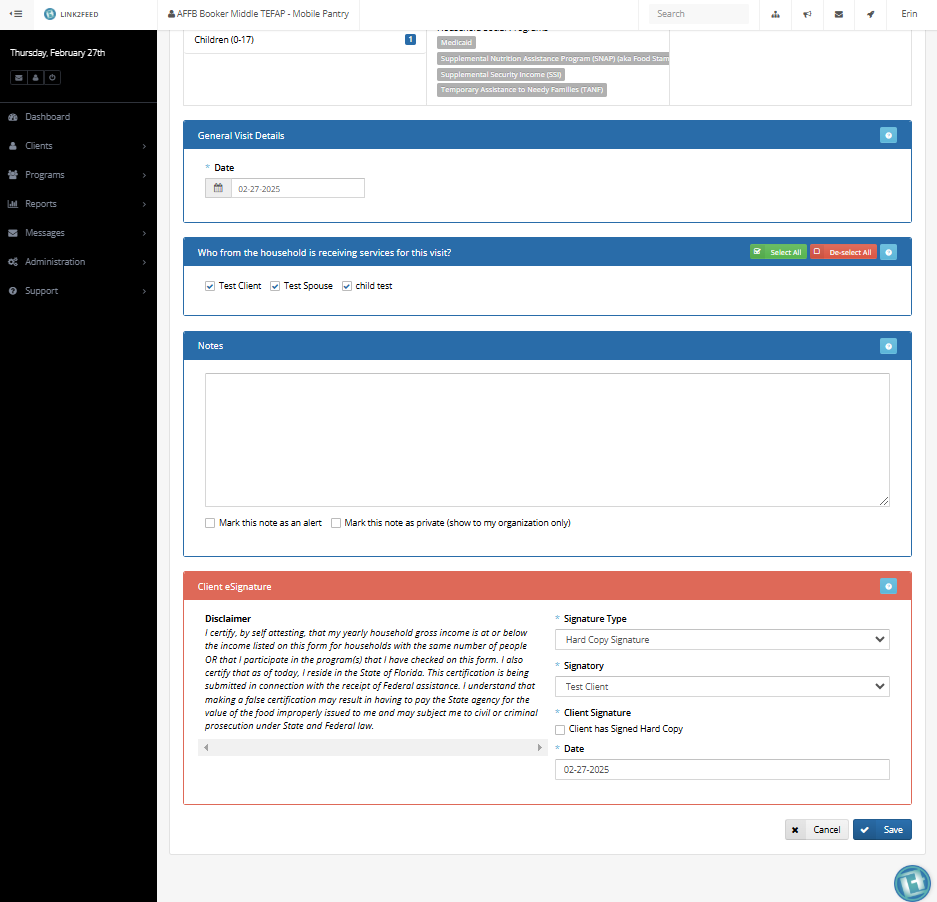 LINK2FEED
AFFB Booker Middle TEFAP - Mobile Pantry
Search
Erin
Thursday, February 27th
Dashboard
Clients
Programs
Reports
Messages
Administration
Support
Children (0-17) 1
Medicaid
Supplemental Nutrition Assistance Program (SNAP) (aka Food Stam
Supplemental Security Income (SSI)
Temporary Assistance to Needy Families (TANF)
General Visit Details
* Date
02-27-2025
Who from the household is receiving services for this visit?
Select All
De-select All
Test Client Test Spouse child test
Notes
Mark this note as an alert Mark this note as private (show to my organization only)
Client eSignature
Disclaimer
I certify, by self attesting, that my yearly household gross income is at or below
the income listed on this form for households with the same number of people
OR that I participate in the program(s) that I have checked on this form. I also
certify that as of today, I reside in the State of Florida. This certification is being
submitted in connection with the receipt of Federal assistance. I understand that
making a false certification may result in having to pay the State agency for the
value of the food improperly issued to me and may subject me to civil or criminal
prosecution under State and Federal law.
* Signature Type
Hard Copy Signature
* Signatory
Test Client
* Client Signature
Client has Signed Hard Copy
* Date
02-27-2025
Cancel
Save